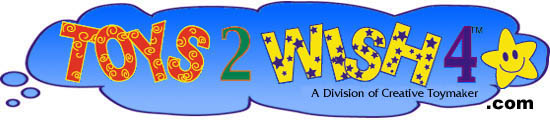 TOYS 2 WISH 4™
A Division of Creative Toymaker
.com